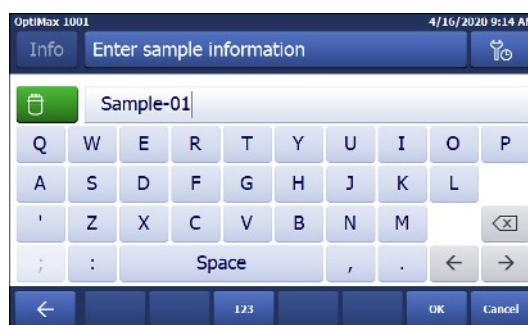 OptiMax 1001 4/16/2020 9:14 AM
Info Enter sample information
Sample-01
Q W E R T Y U I O P
A S D F G H J K L
' Z X C V B N M
; : Space , .
123 OK Cancel